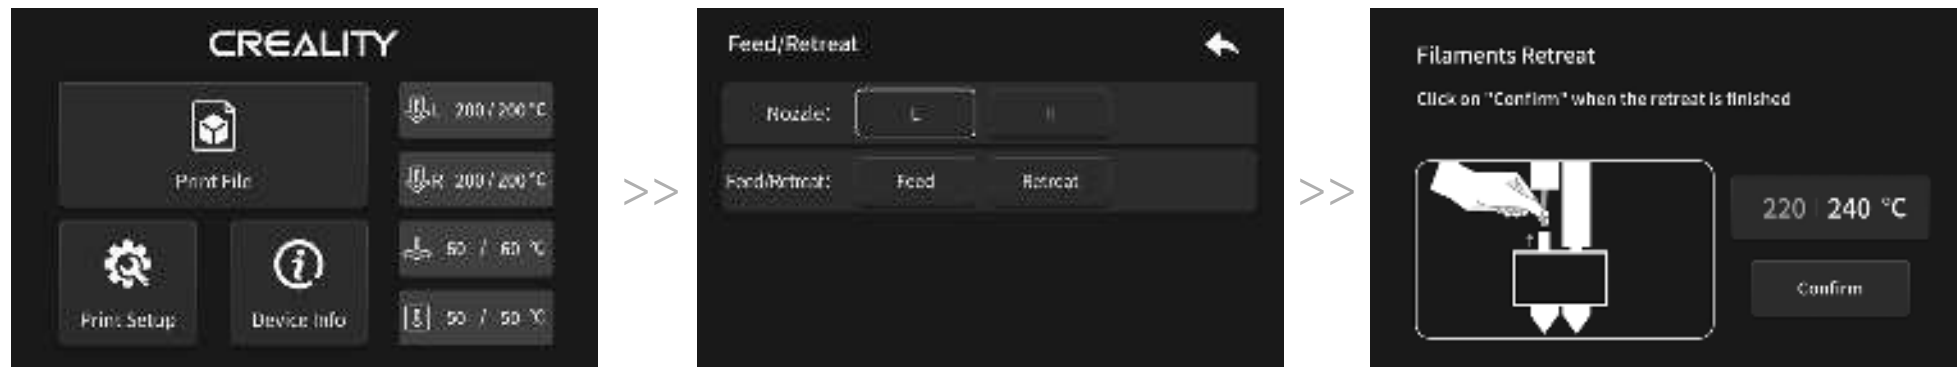 CREALITY
Print File
L 200 / 200 °C
R 200 / 200 °C
Print Setup
Device Info
60 / 60 °C
50 / 50 °C
>>
Feed/Retreat
Nozzle: L
Feed/Retreat: Feed Retreat
>>
Filaments Retreat
Click on "Confirm" when the retreat is finished
220 | 240 °C
Confirm